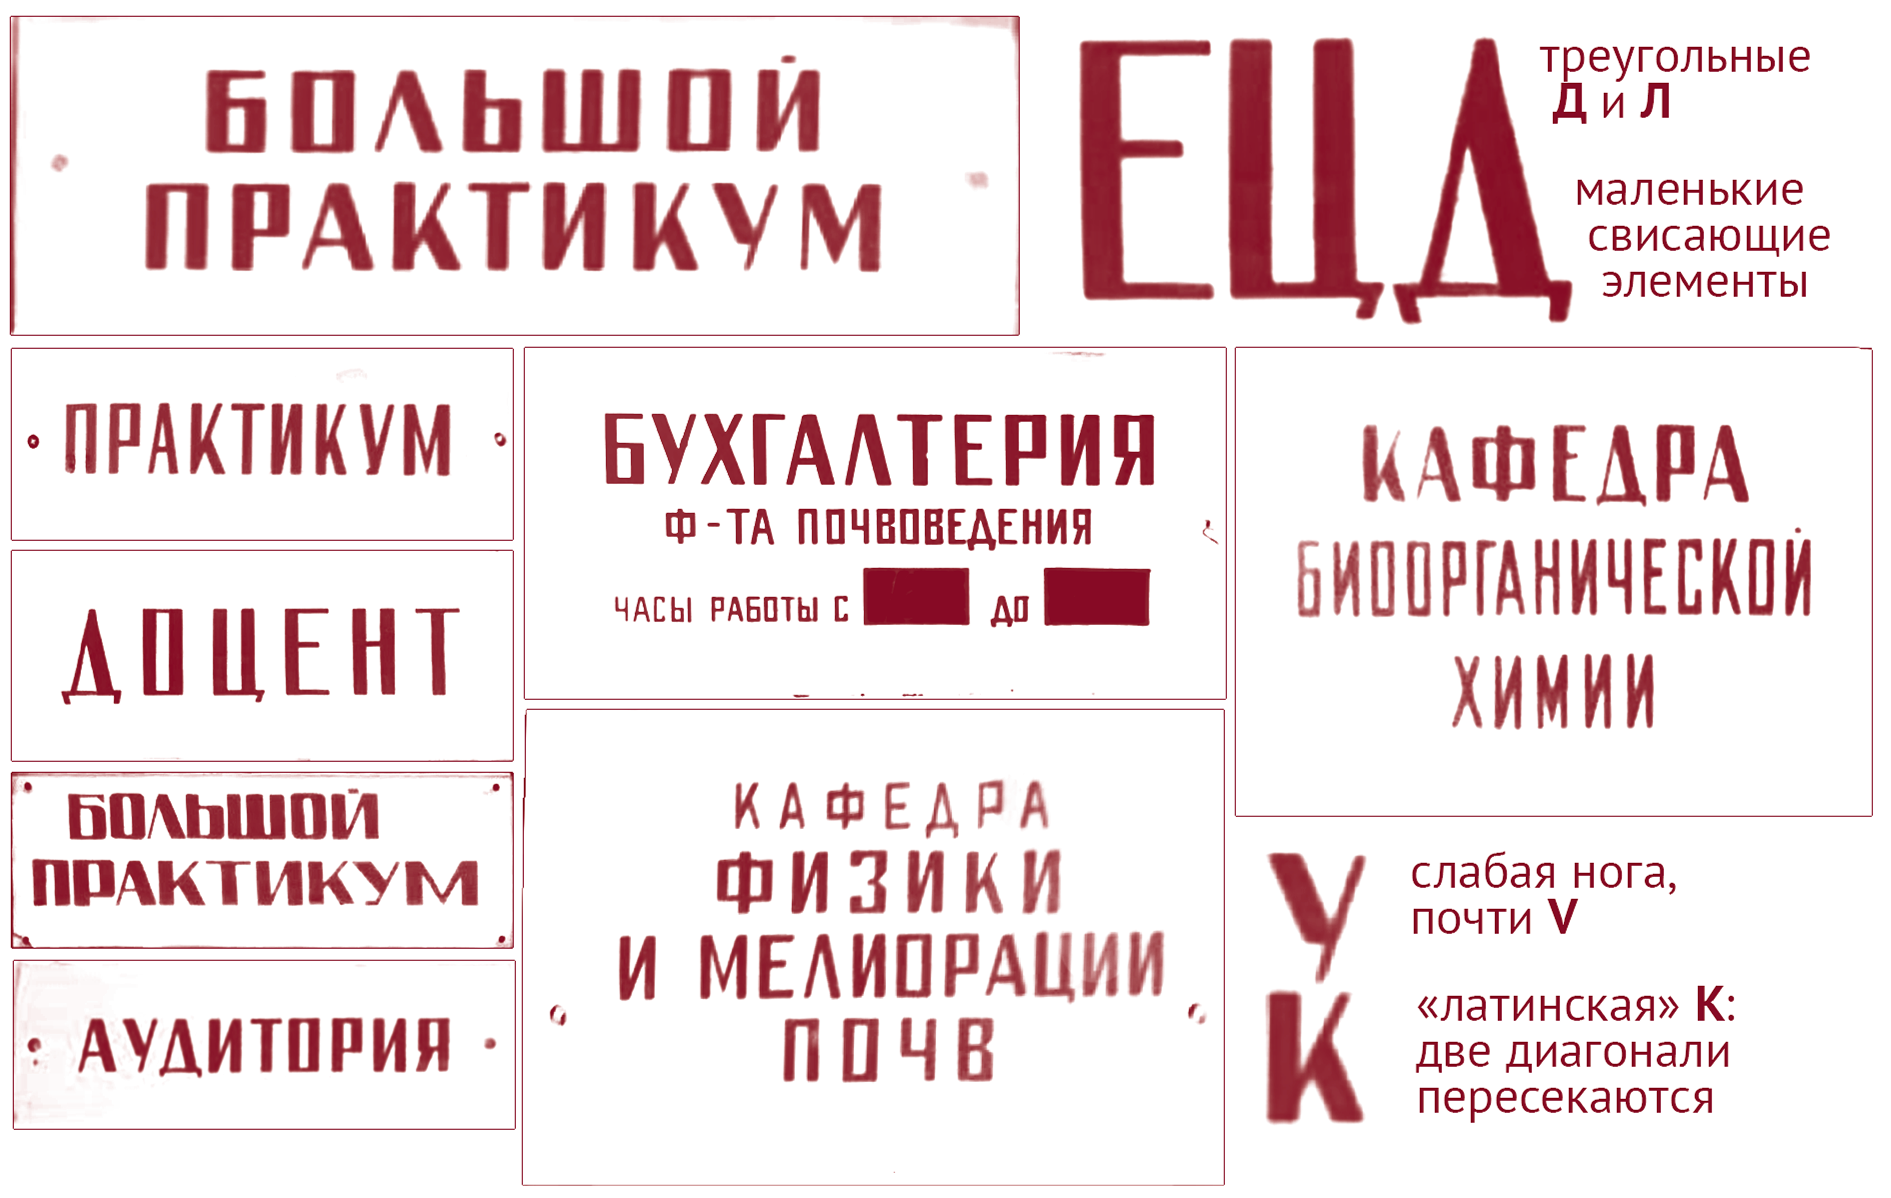 БОЛЬШОЙ
ПРАКТИКУМ
ЕЦД
треугольные
Д и Л
маленькие
свисающие
элементы
ПРАКТИКУМ
ДОЦЕНТ
БОЛЬШОЙ
ПРАКТИКУМ
АУДИТОРИЯ
БУХГАЛТЕРИЯ
Ф-ТА ПОЧВОВЕДЕНИЯ
ЧАСЫ РАБОТЫ С ДО
КАФЕДРА
ФИЗИКИ
И МЕЛИОРАЦИИ
ПОЧВ
КАФЕДРА
БИООРГАНИЧЕСКОЙ
ХИМИИ
У
слабая нога,
почти V
К
«латинская» К:
две диагонали
пересекаются